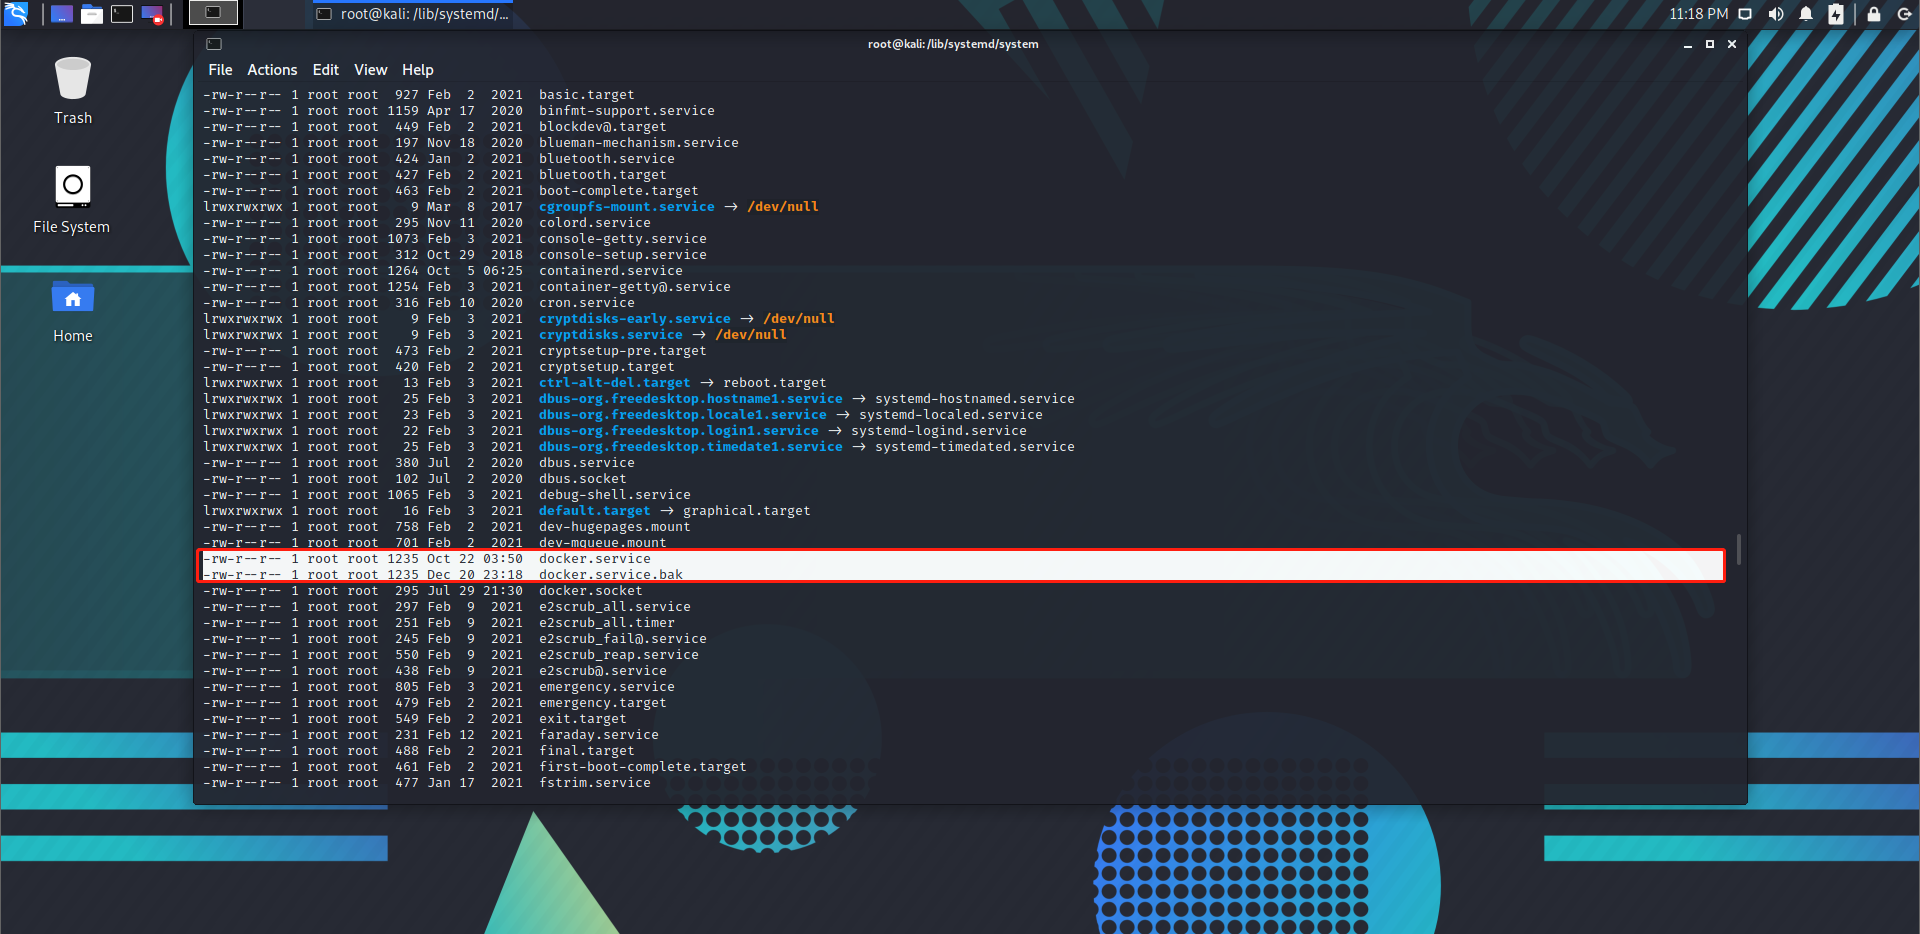 root@kali: /lib/systemd/...
11:18 PM
Trash
File System
Home
root@kali: /lib/systemd/system
File Actions Edit View Help
-rw-r--r-- 1 root root 927 Feb 2 2021 basic.target
-rw-r--r-- 1 root root 1159 Apr 17 2020 binfmt-support.service
-rw-r--r-- 1 root root 449 Feb 2 2021 blockdev@.target
-rw-r--r-- 1 root root 197 Nov 18 2020 blueman-mechanism.service
-rw-r--r-- 1 root root 424 Jan 2 2021 bluetooth.service
-rw-r--r-- 1 root root 427 Feb 2 2021 bluetooth.target
-rw-r--r-- 1 root root 463 Feb 2 2021 boot-complete.target
lrwxrwxrwx 1 root root 9 Mar 8 2017 cgroupfs-mount.service → /dev/null
-rw-r--r-- 1 root root 295 Nov 11 2020 colord.service
-rw-r--r-- 1 root root 1073 Feb 3 2021 console-getty.service
-rw-r--r-- 1 root root 312 Oct 29 2018 console-setup.service
-rw-r--r-- 1 root root 1264 Oct 5 06:25 containerd.service
-rw-r--r-- 1 root root 1254 Feb 3 2021 container-getty@.service
-rw-r--r-- 1 root root 316 Feb 10 2020 cron.service
lrwxrwxrwx 1 root root 9 Feb 3 2021 cryptdisks-early.service → /dev/null
lrwxrwxrwx 1 root root 9 Feb 3 2021 cryptdisks.service → /dev/null
-rw-r--r-- 1 root root 473 Feb 2 2021 cryptsetup-pre.target
-rw-r--r-- 1 root root 420 Feb 2 2021 cryptsetup.target
lrwxrwxrwx 1 root root 13 Feb 3 2021 ctrl-alt-del.target → reboot.target
lrwxrwxrwx 1 root root 25 Feb 3 2021 dbus-org.freedesktop.hostname1.service → systemd-hostnamed.service
lrwxrwxrwx 1 root root 23 Feb 3 2021 dbus-org.freedesktop.locale1.service → systemd-localed.service
lrwxrwxrwx 1 root root 22 Feb 3 2021 dbus-org.freedesktop.login1.service → systemd-logind.service
lrwxrwxrwx 1 root root 25 Feb 3 2021 dbus-org.freedesktop.timedate1.service → systemd-timedated.service
-rw-r--r-- 1 root root 380 Jul 2 2020 dbus.service
-rw-r--r-- 1 root root 102 Jul 2 2020 dbus.socket
-rw-r--r-- 1 root root 1065 Feb 3 2021 debug-shell.service
lrwxrwxrwx 1 root root 16 Feb 3 2021 default.target → graphical.target
-rw-r--r-- 1 root root 758 Feb 2 2021 dev-hugepages.mount
-rw-r--r-- 1 root root 701 Feb 2 2021 dev-mqueue.mount
-rw-r--r-- 1 root root 1235 Oct 22 03:50 docker.service
-rw-r--r-- 1 root root 1235 Dec 20 23:18 docker.service.bak
-rw-r--r-- 1 root root 295 Jul 29 21:30 docker.socket
-rw-r--r-- 1 root root 297 Feb 9 2021 e2scrub_all.service
-rw-r--r-- 1 root root 251 Feb 9 2021 e2scrub_all.timer
-rw-r--r-- 1 root root 245 Feb 9 2021 e2scrub_fail@.service
-rw-r--r-- 1 root root 550 Feb 9 2021 e2scrub_reap.service
-rw-r--r-- 1 root root 438 Feb 9 2021 e2scrub@.service
-rw-r--r-- 1 root root 805 Feb 3 2021 emergency.service
-rw-r--r-- 1 root root 479 Feb 2 2021 emergency.target
-rw-r--r-- 1 root root 549 Feb 2 2021 exit.target
-rw-r--r-- 1 root root 231 Feb 12 2021 faraday.service
-rw-r--r-- 1 root root 488 Feb 2 2021 final.target
-rw-r--r-- 1 root root 461 Feb 2 2021 first-boot-complete.target
-rw-r--r-- 1 root root 477 Jan 17 2021 fstrim.service